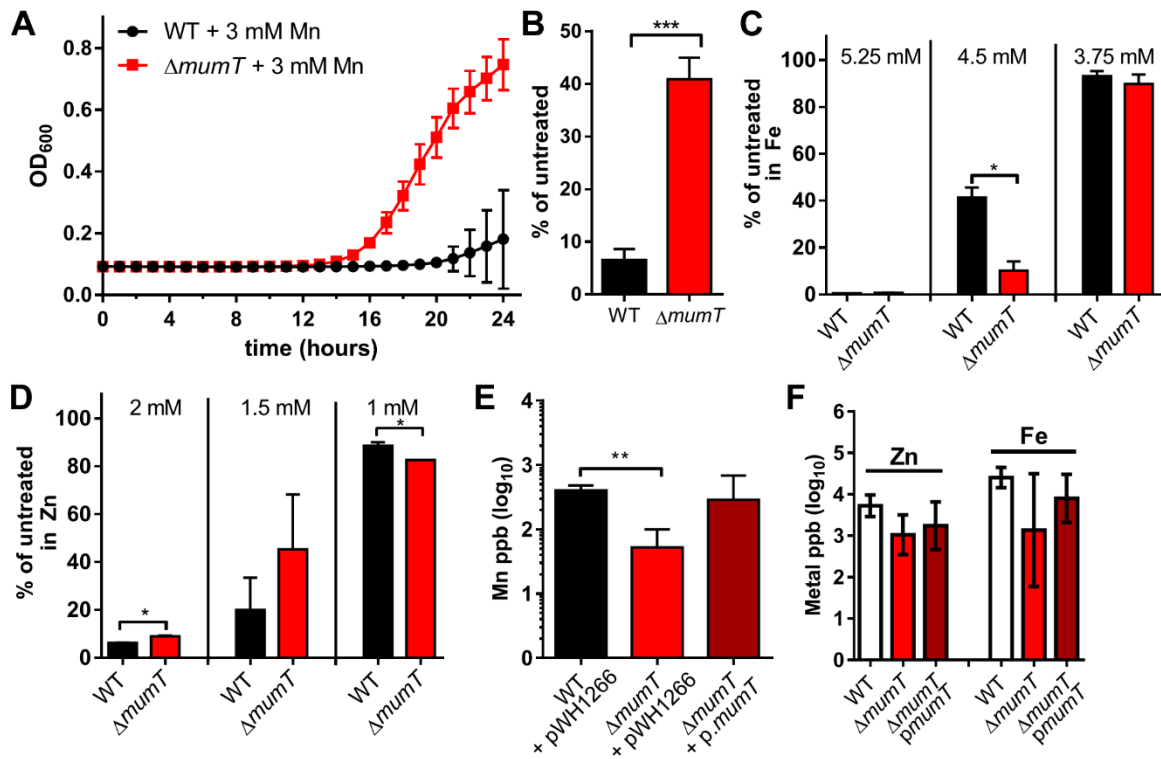 A
WT + 3 mM Mn
ΔmumT + 3 mM Mn
0.8
0.6
0.4
0.2
0.0
OD600
0 4 8 12 16 20 24
time (hours)
B
***
50
40
30
20
10
0
% of untreated
WT ΔmumT
C
5.25 mM 4.5 mM 3.75 mM
100
80
60
40
20
0
% of untreated
in Fe
*
WT ΔmumT WT ΔmumT WT ΔmumT
D
2 mM 1.5 mM 1 mM
100
80
60
40
20
0
% of untreated
in Zn
* *
WT ΔmumT WT ΔmumT WT ΔmumT
E
4
3
2
1
0
Mn ppb (log10)
**
WT
+ pWH1266
ΔmumT
+ pWH1266
ΔmumT
+ p.mumT
F
6
5
4
3
2
1
0
Metal ppb (log10)
Zn Fe
WT
ΔmumT
ΔmumT
pmumT
WT
ΔmumT
ΔmumT
pmumT